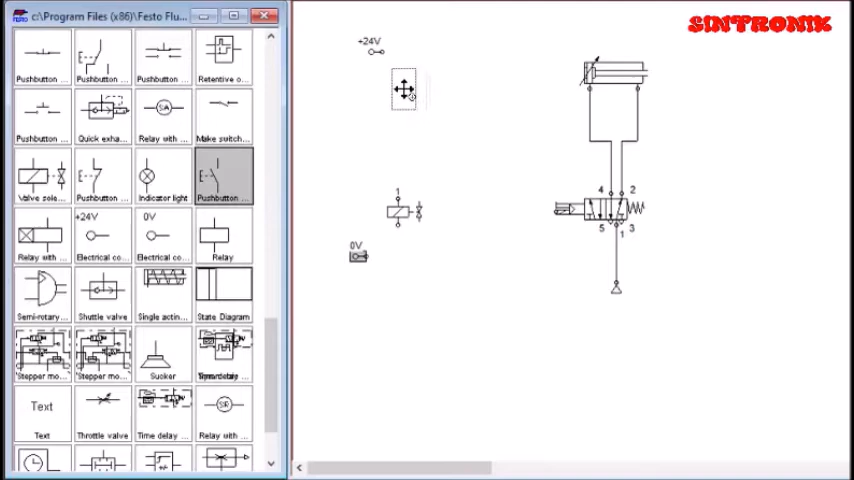 c:\Program Files (x86)\Festo Flu...
SINTRONIK
Pushbutton ...
Pushbutton ...
Pushbutton ...
Retentive o...
Pushbutton ...
Quick exha...
Relay with ...
Make switch...
Valve sole...
Pushbutton ...
Indicator light
Pushbutton ...
+24V
0V
Relay with ...
Electrical co...
Electrical co...
Relay
Semi-rotary...
Shuttle valve
Single actin...
State Diagram
Stepper mo...
Stepper mo...
Sucker
Text
Text
Throttle valve
Time delay ...
Relay with ...
+24V
1
0V
4
2
5
1
3